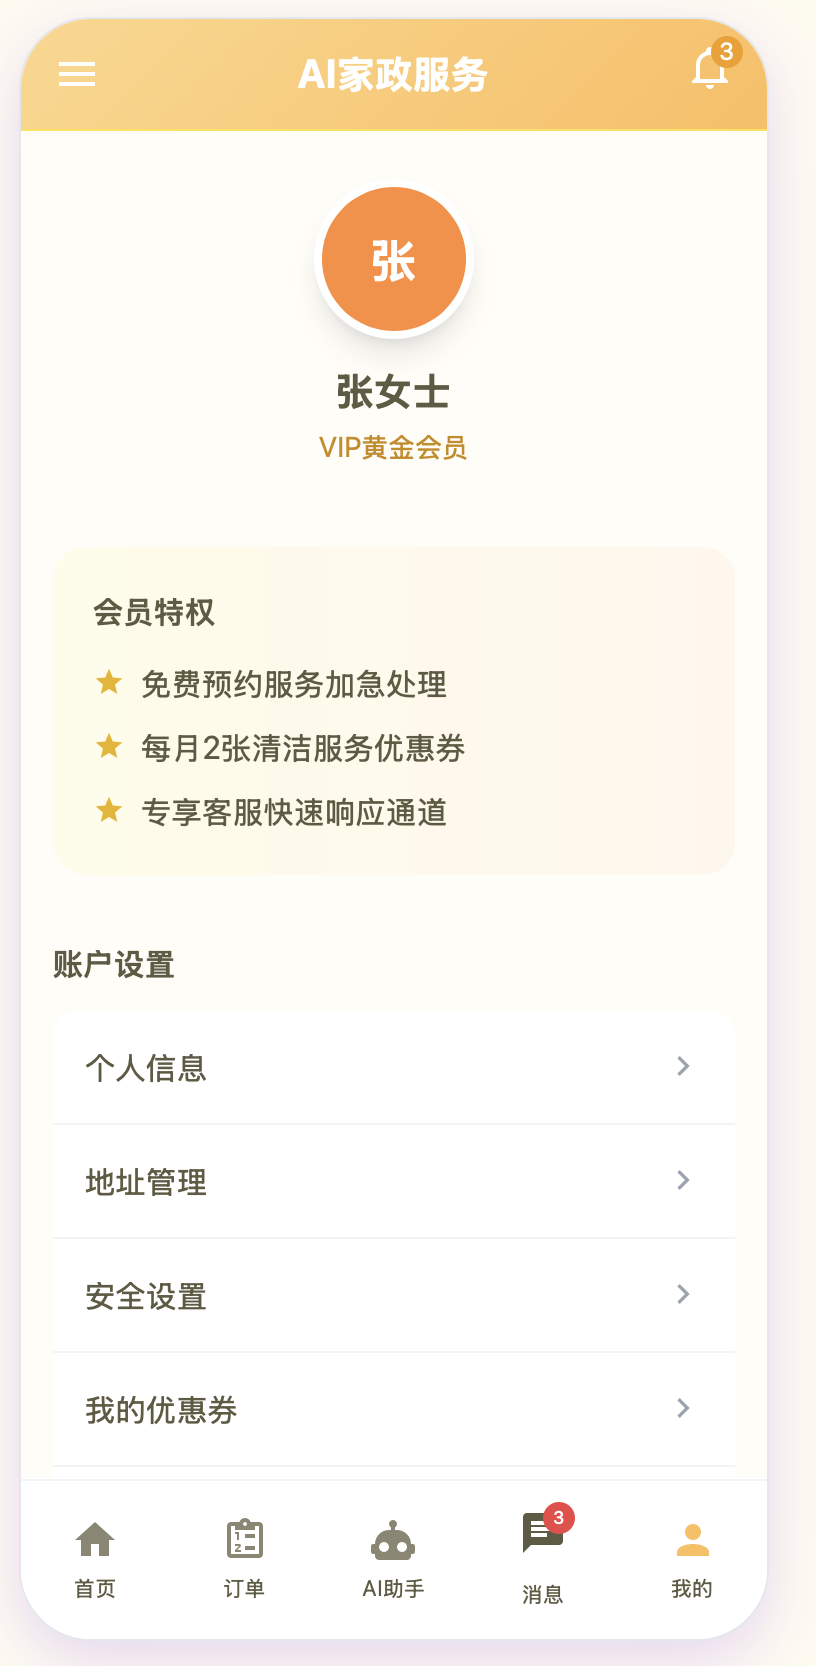 AI家政服务
3
张
张女士
VIP黄金会员
会员特权
免费预约服务加急处理
每月2张清洁服务优惠券
专享客服快速响应通道
账户设置
个人信息
地址管理
安全设置
我的优惠券
首页
订单
AI助手
3
消息
我的